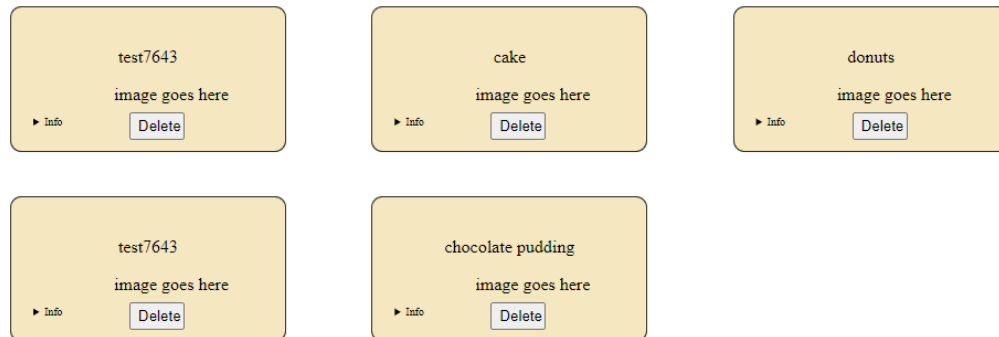 test7643
image goes here
▶ Info Delete
cake
image goes here
▶ Info Delete
donuts
image goes here
▶ Info Delete
test7643
image goes here
▶ Info Delete
chocolate pudding
image goes here
▶ Info Delete